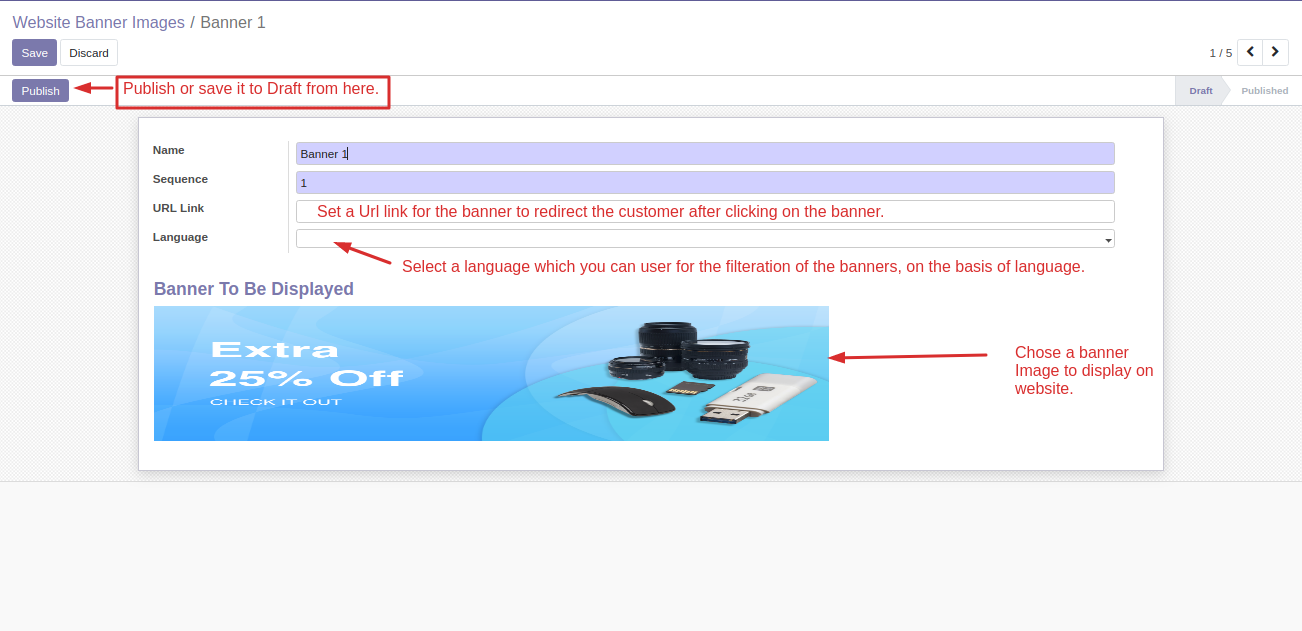 Website Banner Images / Banner 1
Save Discard
1 / 5
Publish
Publish or save it to Draft from here.
Draft Published
Name
Banner 1
Sequence
1
URL Link
Set a Url link for the banner to redirect the customer after clicking on the banner.
Language
Select a language which you can user for the filteration of the banners, on the basis of language.
Banner To Be Displayed
Extra
25% Off
CHECK IT OUT
32GB
Chose a banner
Image to display on
website.